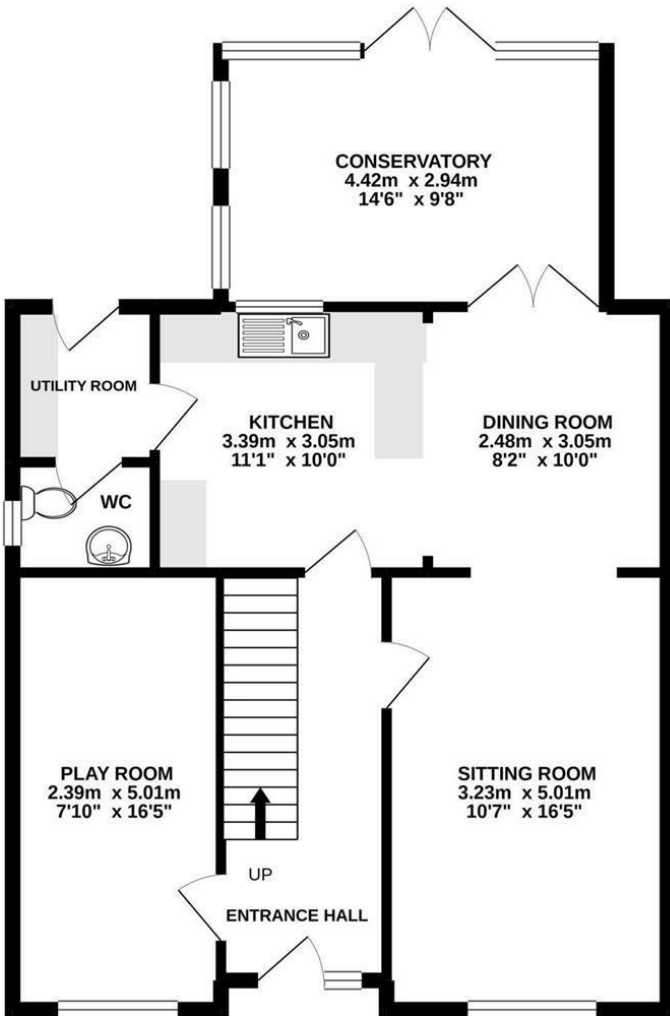 CONSERVATORY
4.42m x 2.94m
14'6" x 9'8"
UTILITY ROOM
KITCHEN
3.39m x 3.05m
11'1" x 10'0"
DINING ROOM
2.48m x 3.05m
8'2" x 10'0"
WC
PLAY ROOM
2.39m x 5.01m
7'10" x 16'5"
SITTING ROOM
3.23m x 5.01m
10'7" x 16'5"
UP
ENTRANCE HALL